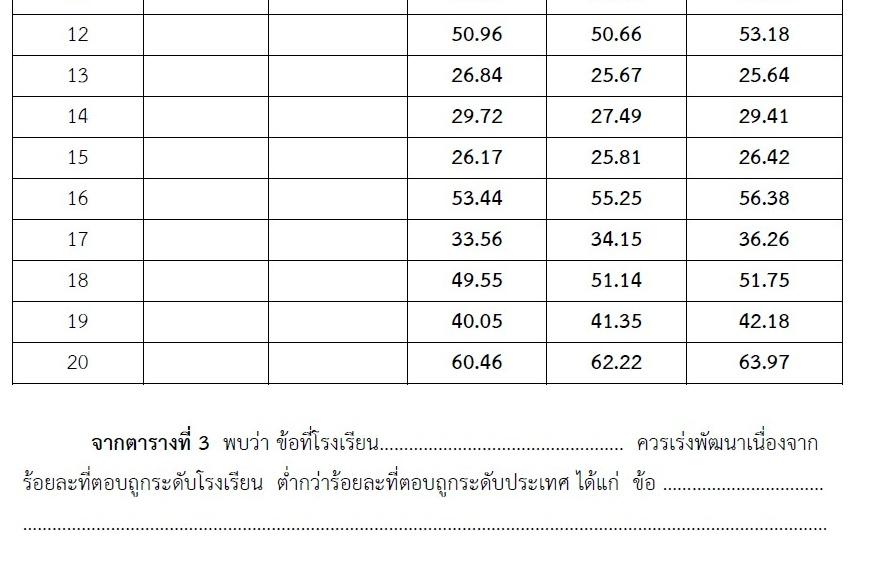 12 50.96 50.66 53.18
13 26.84 25.67 25.64
14 29.72 27.49 29.41
15 26.17 25.81 26.42
16 53.44 55.25 56.38
17 33.56 34.15 36.26
18 49.55 51.14 51.75
19 40.05 41.35 42.18
20 60.46 62.22 63.97
จากตารางที่ 3 พบว่า ข้อที่โรงเรียน.................................................. ควรเร่งพัฒนาเนื่องจาก
ร้อยละที่ตอบถูกระดับโรงเรียน ต่ำกว่าร้อยละที่ตอบถูกระดับประเทศ ได้แก่ ข้อ .................................
....................................................................................................................................................................